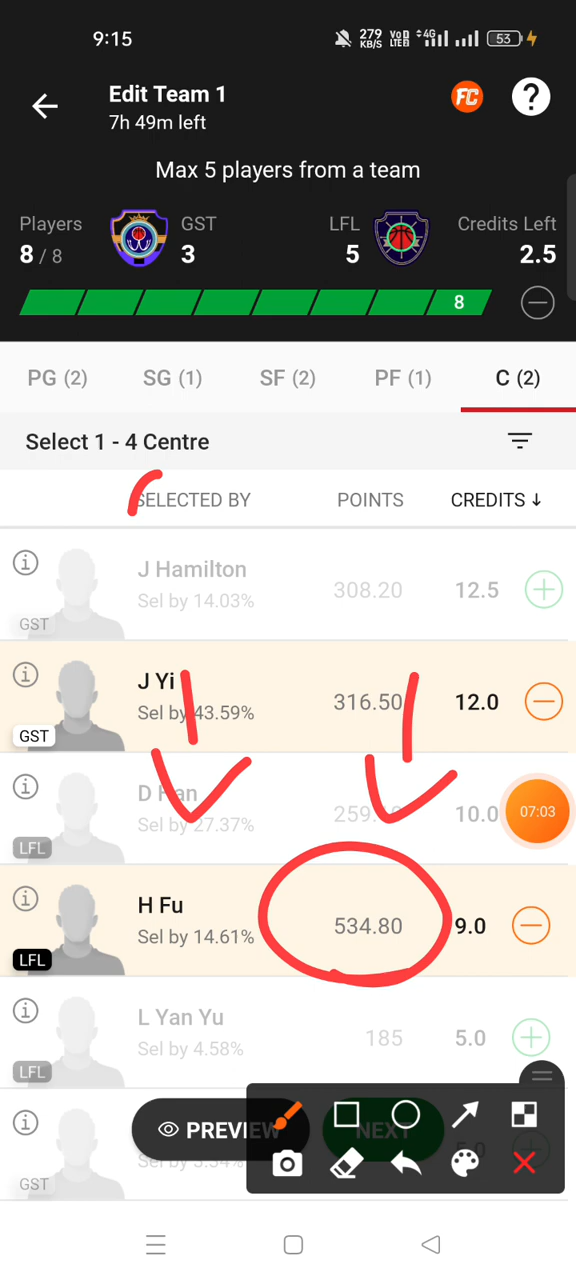 9:15
279 KB/S VoD LTE2 4G 53
Edit Team 1
FC ?
7h 49m left
Max 5 players from a team
Players GST LFL Credits Left
8 / 8 3 5 2.5
8
PG (2) SG (1) SF (2) PF (1) C (2)
Select 1 - 4 Centre
SELECTED BY POINTS CREDITS ↓
J Hamilton
Sel by 14.03% 308.20 12.5
GST
J Yi
Sel by 43.59% 316.50 12.0
GST
Sel by 27.37% 10.0
LFL
07:03
H Fu
Sel by 14.61% 534.80 9.0
LFL
L Yan Yu
Sel by 4.58% 185 5.0
LFL
PREVIEW NEXT
GST